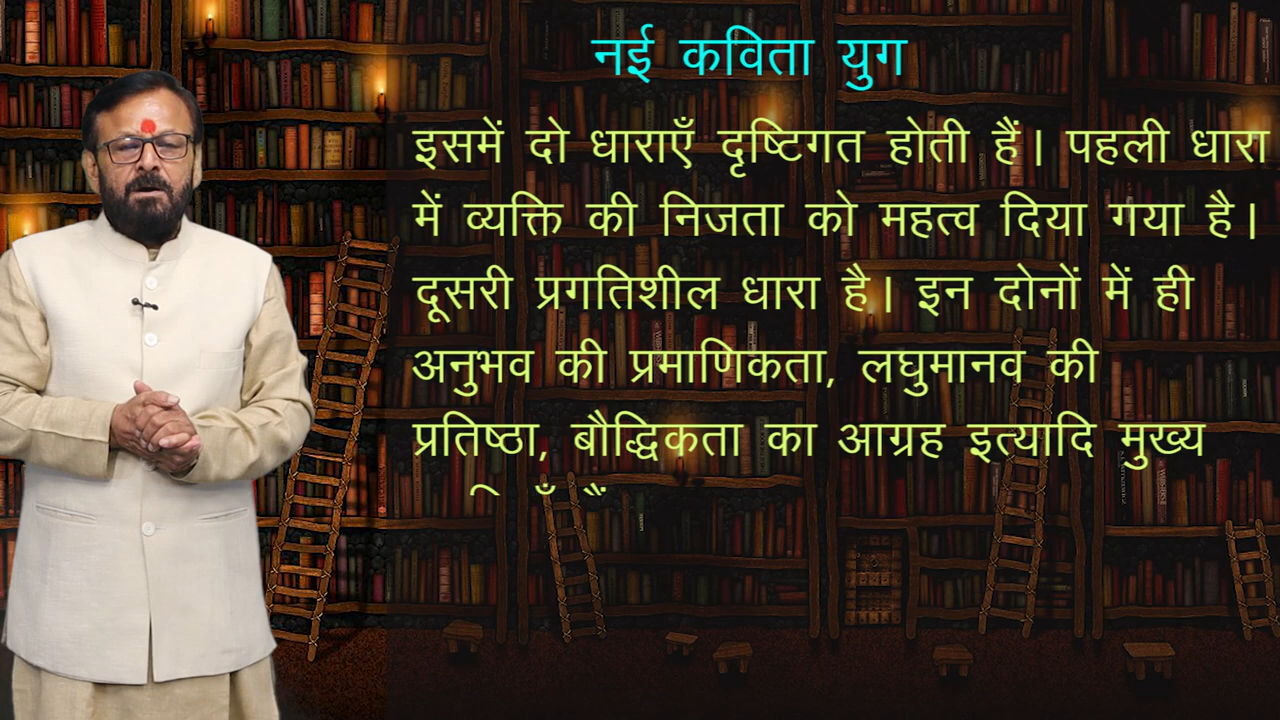 नई कविता युग
इसमें दो धाराएँ दृष्टिगत होती हैं। पहली धारा
में व्यक्ति की निजता को महत्व दिया गया है।
दूसरी प्रगतिशील धारा है। इन दोनों में ही
अनुभव की प्रमाणिकता, लघुमानव की
प्रतिष्ठा, बौद्धिकता का आग्रह इत्यादि मुख्य